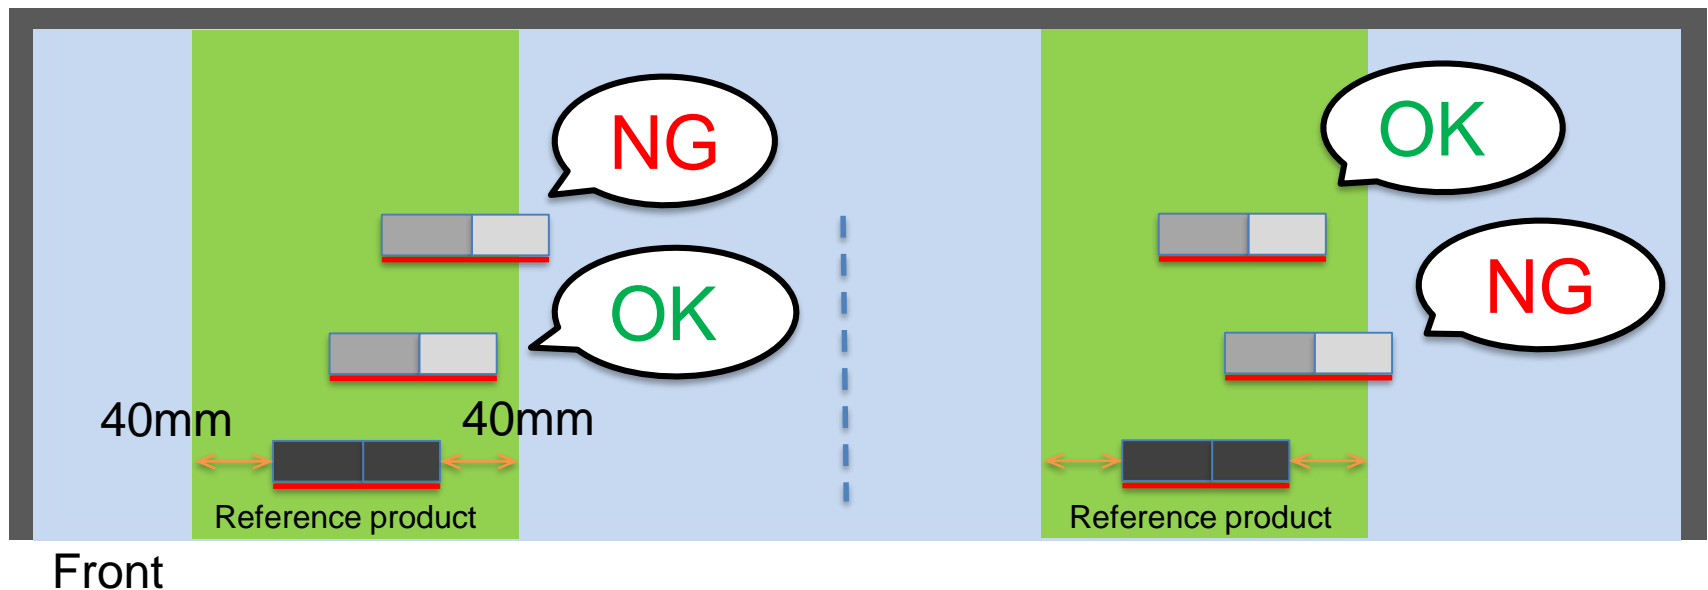 NG
OK
OK
NG
40mm
40mm
Reference product
Reference product
Front